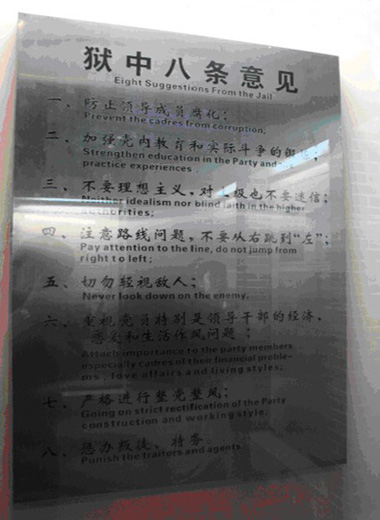 狱中八条意见
Eight Suggestions From the Jail
一、防止领导成员腐化；
Prevent the cadres from corruption;
二、加强党内教育和实际斗争的
Strengthen education in the Party and
practice experiences
三、不要理想主义，对上级也不要迷信；
Neither idealism nor blind faith in the higher
authorities;
四、注意路线问题，不要从右跳到“左”；
Pay attention to the line, do not jump from
right to left;
五、切勿轻视敌人；
Never look down on the enemy;
六、重视党员特别是领导干部的经济、
恋爱和生活作风问题；
Attach importance to the party members
especially cadres of their financial proble-
ms, love affairs and living styles;
七、严格进行整党整风；
Going on strict rectification of the Party
construction and working style;
八、惩办叛徒、特务
Punish the traitors and agents